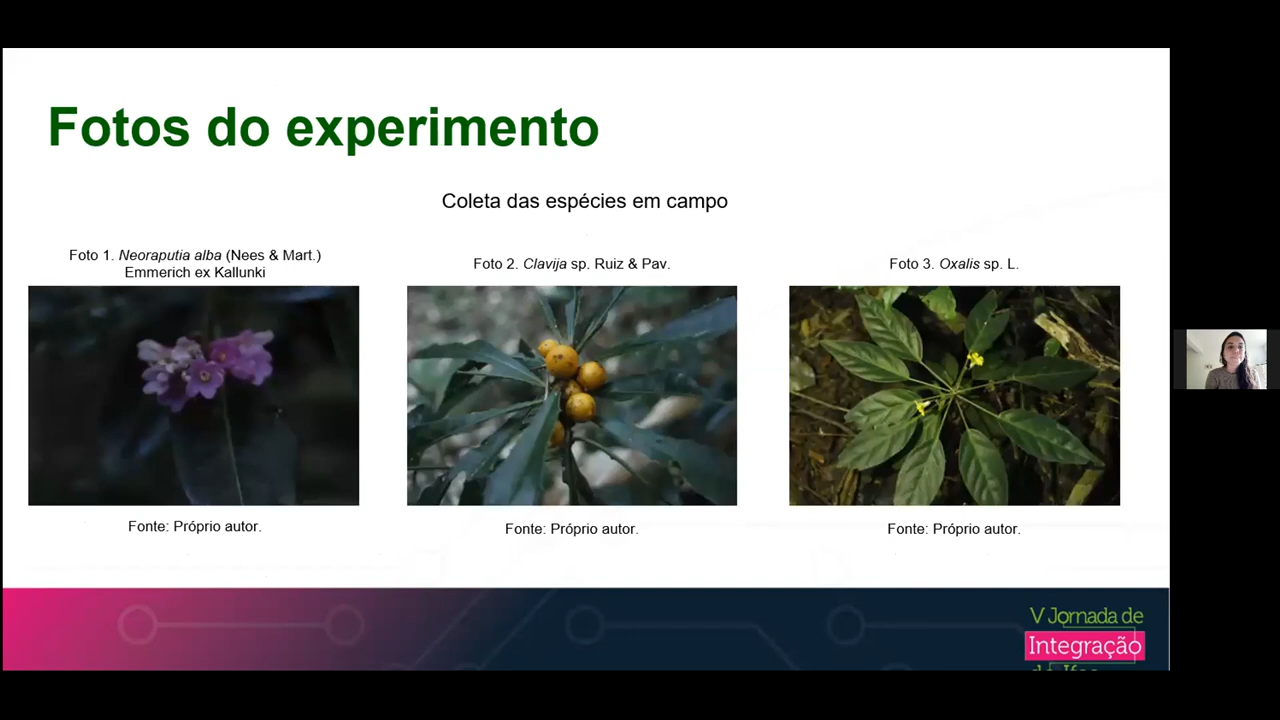 Fotos do experimento
Coleta das espécies em campo
Foto 1. Neoraputia alba (Nees & Mart.)
Emmerich ex Kallunki
Foto 2. Clavija sp. Ruiz & Pav.
Foto 3. Oxalis sp. L.
Fonte: Próprio autor.
Fonte: Próprio autor.
Fonte: Próprio autor.
V Jornada de
Integração